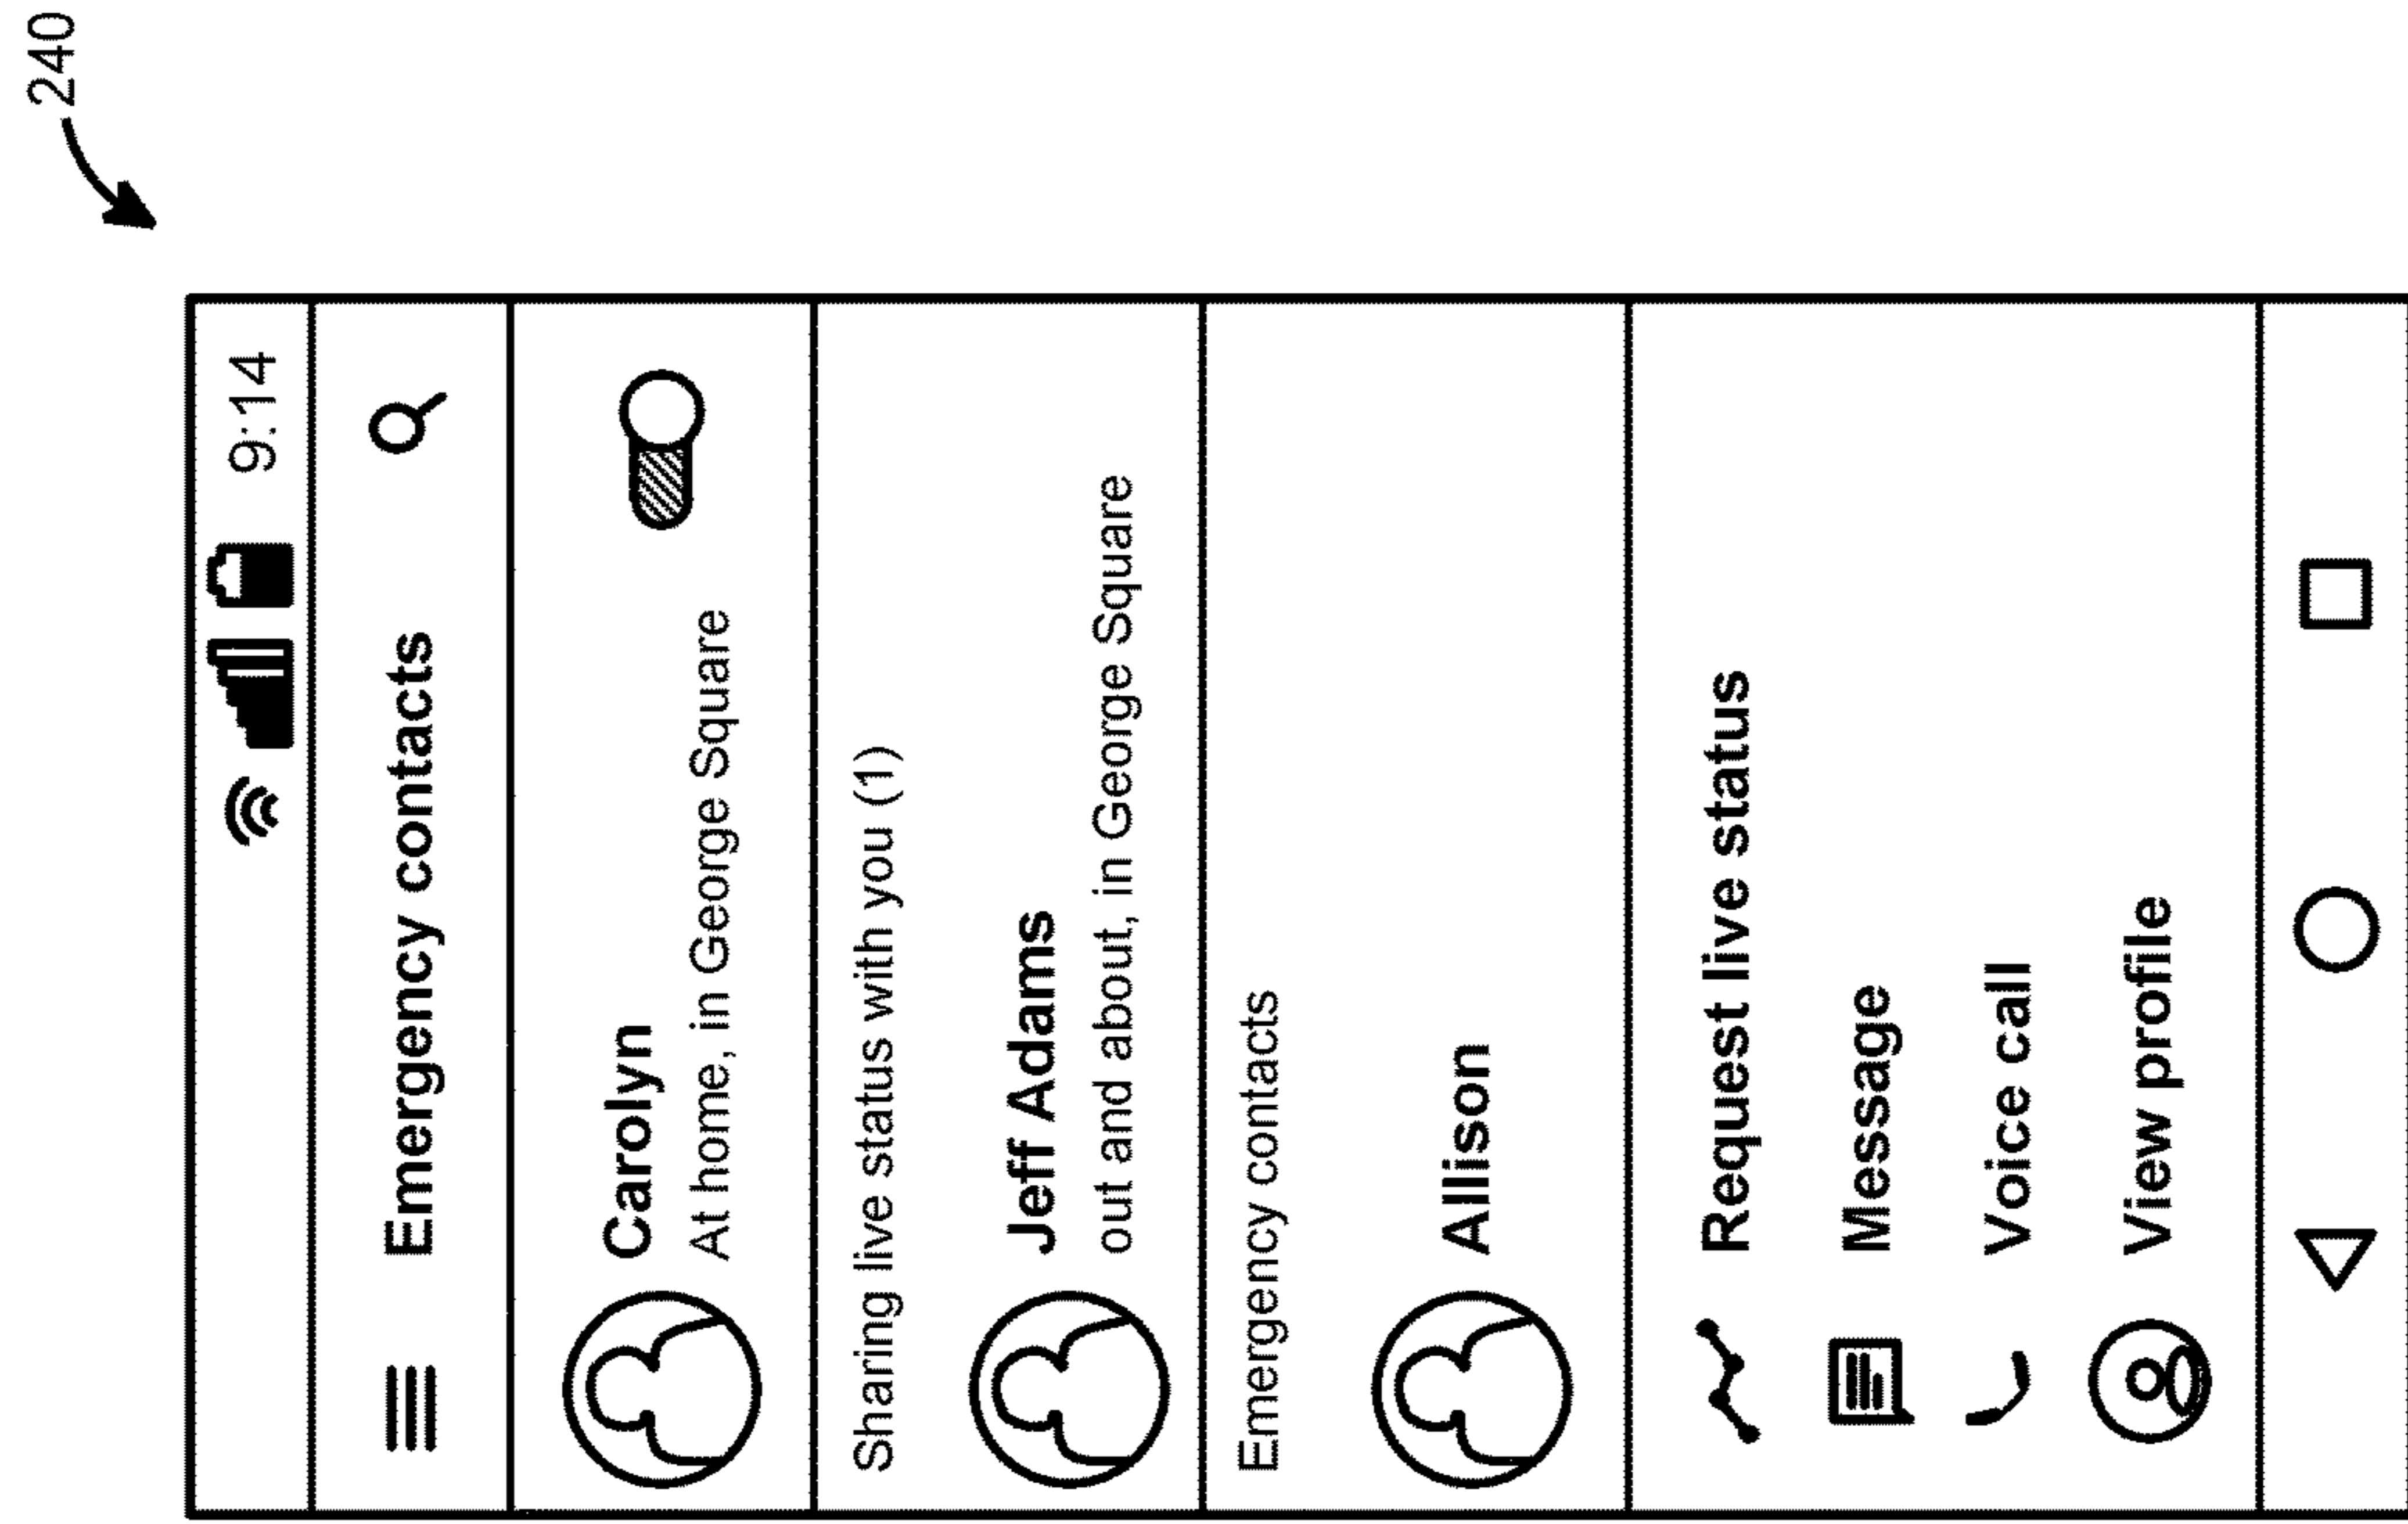 240
9:14
Emergency contacts
Carolyn
At home, in George Square
Sharing live status with you (1)
Jeff Adams
out and about, in George Square
Emergency contacts
Allison
Request live status
Message
Voice call
View profile